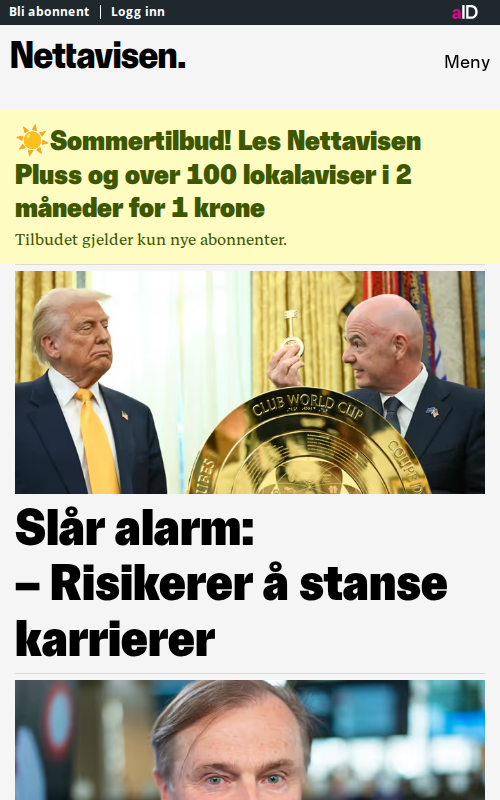 Bli abonnent
Logg inn
aID
Nettavisen.
Meny
Sommertilbud! Les Nettavisen
Pluss og over 100 lokalaviser i 2
måneder for 1 krone
Tilbudet gjelder kun nye abonnenter.
CLUB WORLD CUP
Slår alarm:
– Risikerer å stanse
karrierer